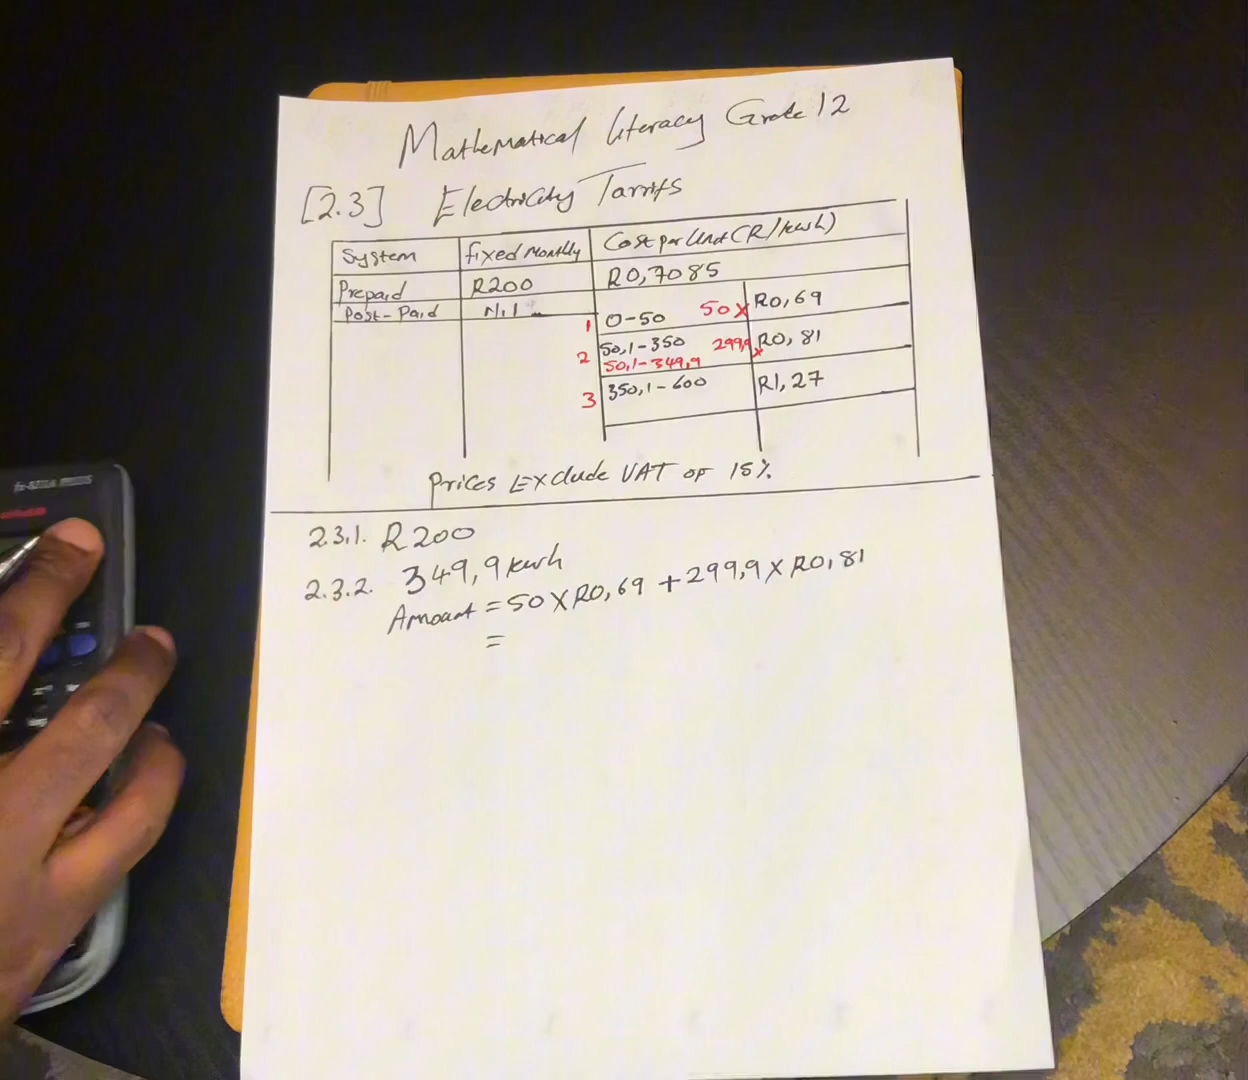 Mathematical Literacy Grade 12
[2.3] Electricity Tarrifs
System fixed Monthly Cost per Unit (R/kwh)
Prepaid R200 R0,7085
Post-Paid Nil 1 0-50 50x R0,69
2 50,1-350 299,9x R0,81
50,1-349,9
3 350,1-600 R1,27
Prices Exclude VAT of 15%
2.3.1. R200
2.3.2. 349,9 kwh
Amount = 50 x R0,69 + 299,9 x R0,81
=